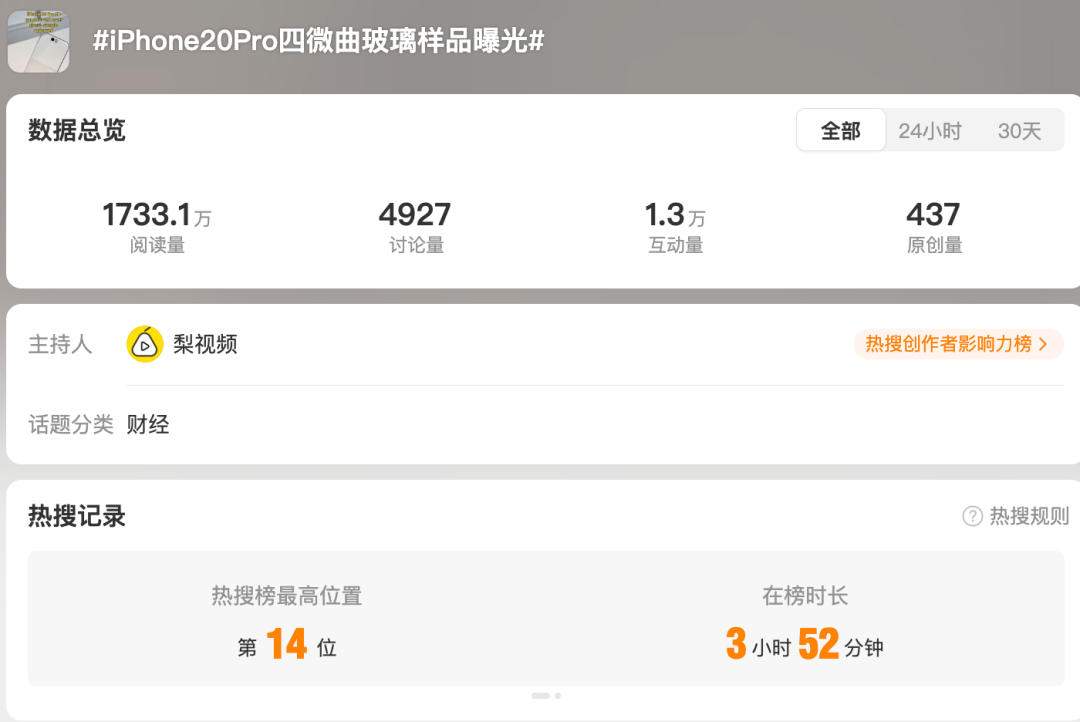 #iPhone20Pro四微曲玻璃样品曝光#
数据总览
全部 24小时 30天
1733.1万 4927 1.3万 437
阅读量 讨论量 互动量 原创量
主持人 梨视频 热搜创作者影响力榜 >
话题分类 财经
热搜记录 ? 热搜规则
热搜榜最高位置 在榜时长
第 14 位 3 小时 52 分钟